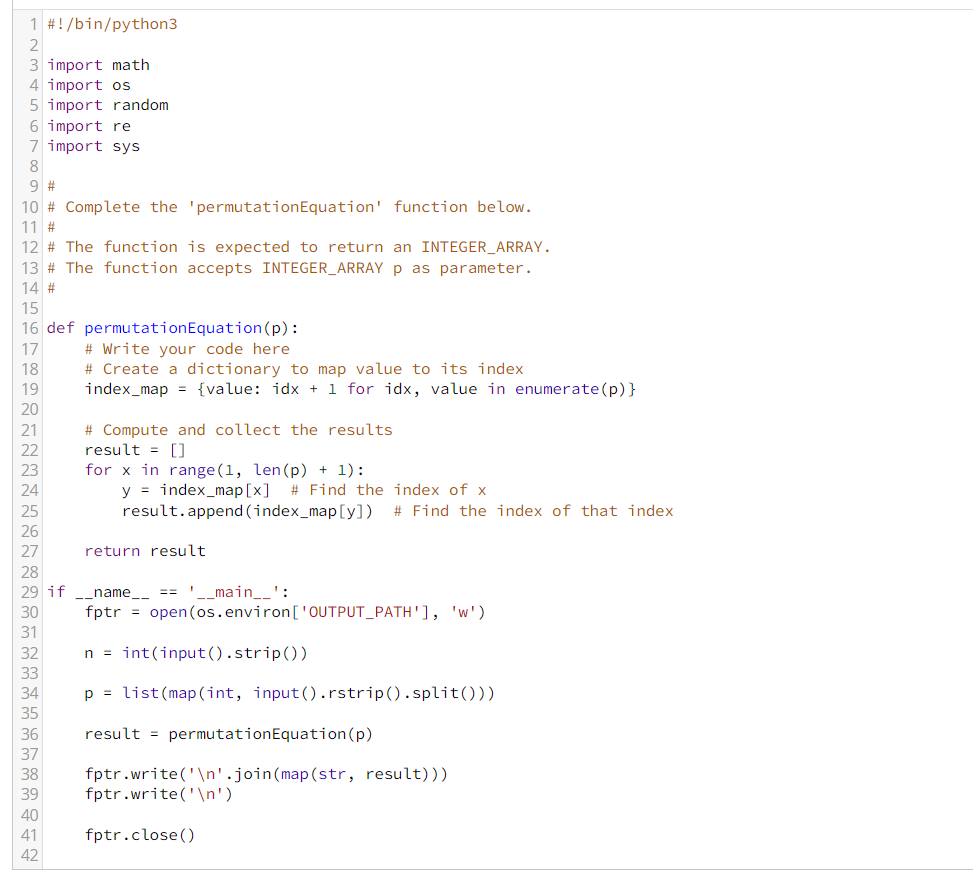 1 #!/bin/python3
2
3 import math
4 import os
5 import random
6 import re
7 import sys
8
9 #
10 # Complete the 'permutationEquation' function below.
11 #
12 # The function is expected to return an INTEGER_ARRAY.
13 # The function accepts INTEGER_ARRAY p as parameter.
14 #
15
16 def permutationEquation(p):
17     # Write your code here
18     # Create a dictionary to map value to its index
19     index_map = {value: idx + 1 for idx, value in enumerate(p)}
20
21     # Compute and collect the results
22     result = []
23     for x in range(1, len(p) + 1):
24         y = index_map[x]  # Find the index of x
25         result.append(index_map[y])  # Find the index of that index
26
27     return result
28
29 if __name__ == '__main__':
30     fptr = open(os.environ['OUTPUT_PATH'], 'w')
31
32     n = int(input().strip())
33
34     p = list(map(int, input().rstrip().split()))
35
36     result = permutationEquation(p)
37
38     fptr.write('\n'.join(map(str, result)))
39     fptr.write('\n')
40
41     fptr.close()
42